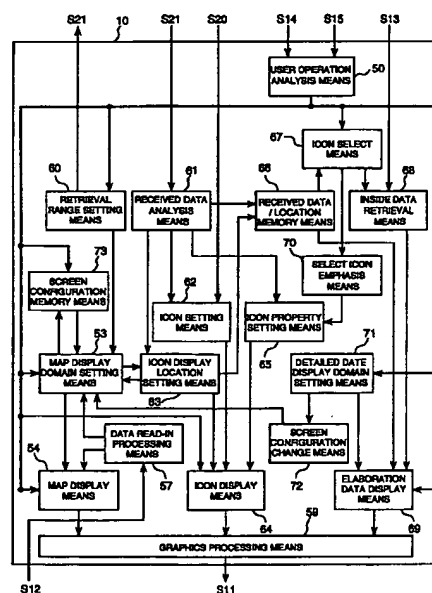 S21
10
S21
S20
S14
S15
S13
USER OPERATION
ANALYSIS MEANS
50
67
ICON SELECT
MEANS
60
RETRIEVAL
RANGE SETTING
MEANS
61
RECEIVED DATA
ANALYSIS MEANS
66
RECEIVED DATA
/ LOCATION
MEMORY MEANS
68
INSIDE DATA
RETRIEVAL
MEANS
73
SCREEN
CONFIGURATION
MEMORY MEANS
62
ICON SETTING
MEANS
70
SELECT ICON
EMPHASIS MEANS
ICON PROPERTY
SETTING MEANS
65
53
MAP DISPLAY
DOMAIN SETTING
MEANS
ICON DISPLAY
LOCATION
SETTING MEANS
63
71
DETAILED DATE
DISPLAY DOMAIN
SETTING MEANS
54
MAP DISPLAY
MEANS
DATA READ-IN
PROCESSING
MEANS
57
ICON DISPLAY
MEANS
64
SCREEN
CONFIGURATION
CHANGE MEANS
72
ELABORATION
DATA DISPLAY
MEANS
69
59
GRAPHICS PROCESSING MEANS
S12
S11